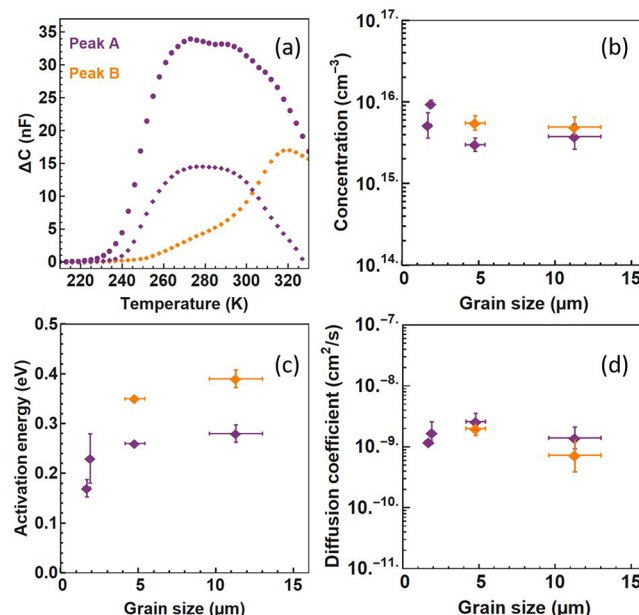 Peak A
Peak B
(a)
ΔC (nF)
35
30
25
20
15
10
5
0
220 240 260 280 300 320
Temperature (K)
(b)
Concentration (cm⁻³)
10.17.
10.16.
10.15.
10.14.
0 5 10 15
Grain size (μm)
(c)
Activation energy (eV)
0.5
0.4
0.3
0.2
0.1
0.0
0 5 10 15
Grain size (μm)
(d)
Diffusion coefficient (cm²/s)
10.⁻⁷·
10.⁻⁸·
10.⁻⁹·
10.⁻¹⁰·
10.⁻¹¹·
0 5 10 15
Grain size (μm)